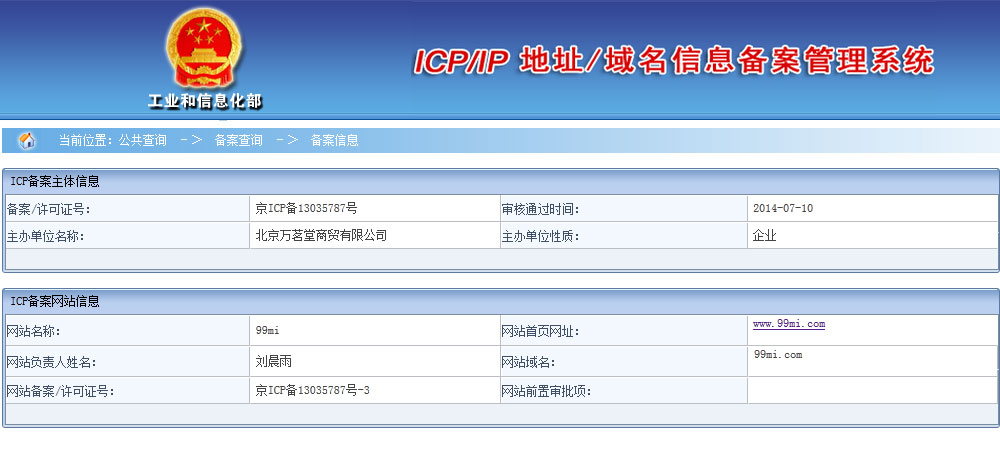 ICP/IP 地址/域名信息备案管理系统
工业和信息化部
当前位置：公共查询 －＞ 备案查询 －＞ 备案信息
ICP备案主体信息
备案/许可证号： 京ICP备13035787号 审核通过时间： 2014-07-10
主办单位名称： 北京万茗堂商贸有限公司 主办单位性质： 企业
ICP备案网站信息
网站名称： 99mi 网站首页网址： www.99mi.com
网站负责人姓名： 刘晨雨 网站域名： 99mi.com
网站备案/许可证号： 京ICP备13035787号-3 网站前置审批项：